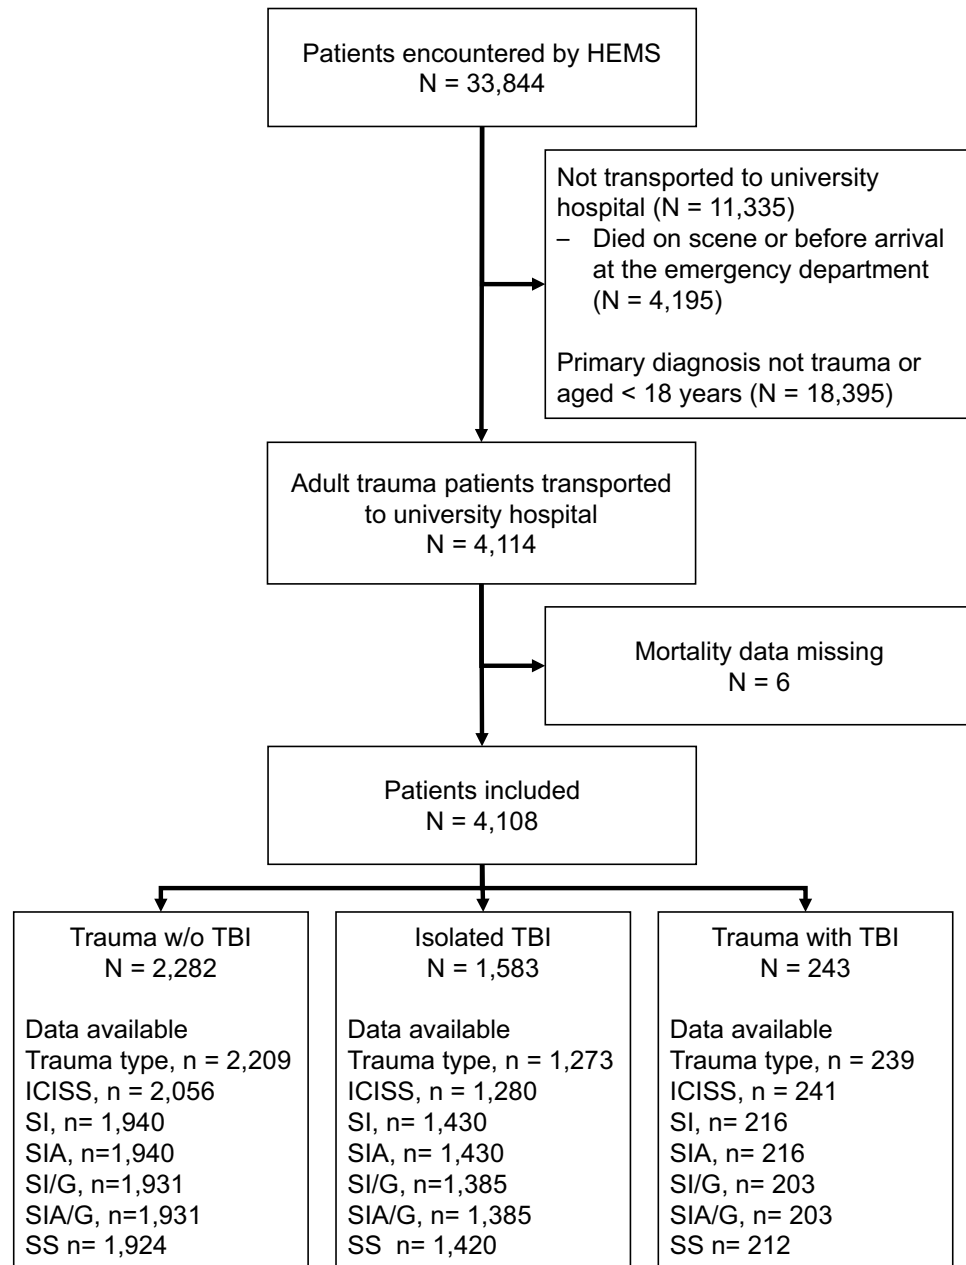 Patients encountered by HEMS
N = 33,844
Not transported to university
hospital (N = 11,335)
– Died on scene or before arrival
at the emergency department
(N = 4,195)
Primary diagnosis not trauma or
aged < 18 years (N = 18,395)
Adult trauma patients transported
to university hospital
N = 4,114
Mortality data missing
N = 6
Patients included
N = 4,108
Trauma w/o TBI
N = 2,282
Data available
Trauma type, n = 2,209
ICISS, n = 2,056
SI, n= 1,940
SIA, n=1,940
SI/G, n=1,931
SIA/G, n=1,931
SS n= 1,924
Isolated TBI
N = 1,583
Data available
Trauma type, n = 1,273
ICISS, n = 1,280
SI, n= 1,430
SIA, n= 1,430
SI/G, n=1,385
SIA/G, n=1,385
SS  n= 1,420
Trauma with TBI
N = 243
Data available
Trauma type, n = 239
ICISS, n = 241
SI, n= 216
SIA, n= 216
SI/G, n= 203
SIA/G, n= 203
SS n= 212